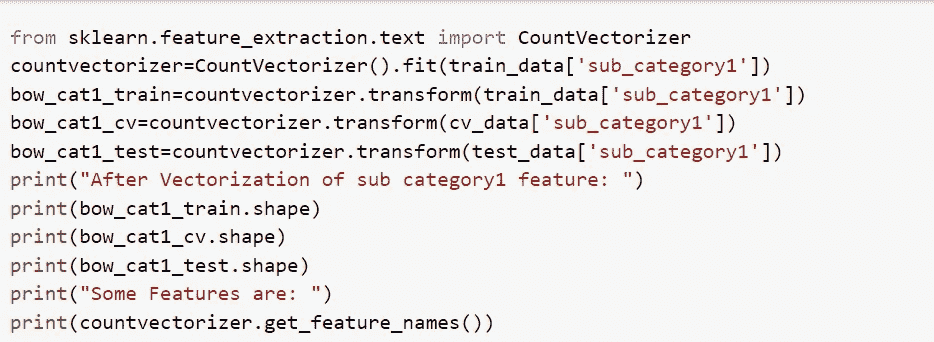 from sklearn.feature_extraction.text import CountVectorizer
countvectorizer=CountVectorizer().fit(train_data['sub_category1'])
bow_cat1_train=countvectorizer.transform(train_data['sub_category1'])
bow_cat1_cv=countvectorizer.transform(cv_data['sub_category1'])
bow_cat1_test=countvectorizer.transform(test_data['sub_category1'])
print("After Vectorization of sub category1 feature: ")
print(bow_cat1_train.shape)
print(bow_cat1_cv.shape)
print(bow_cat1_test.shape)
print("Some Features are: ")
print(countvectorizer.get_feature_names())